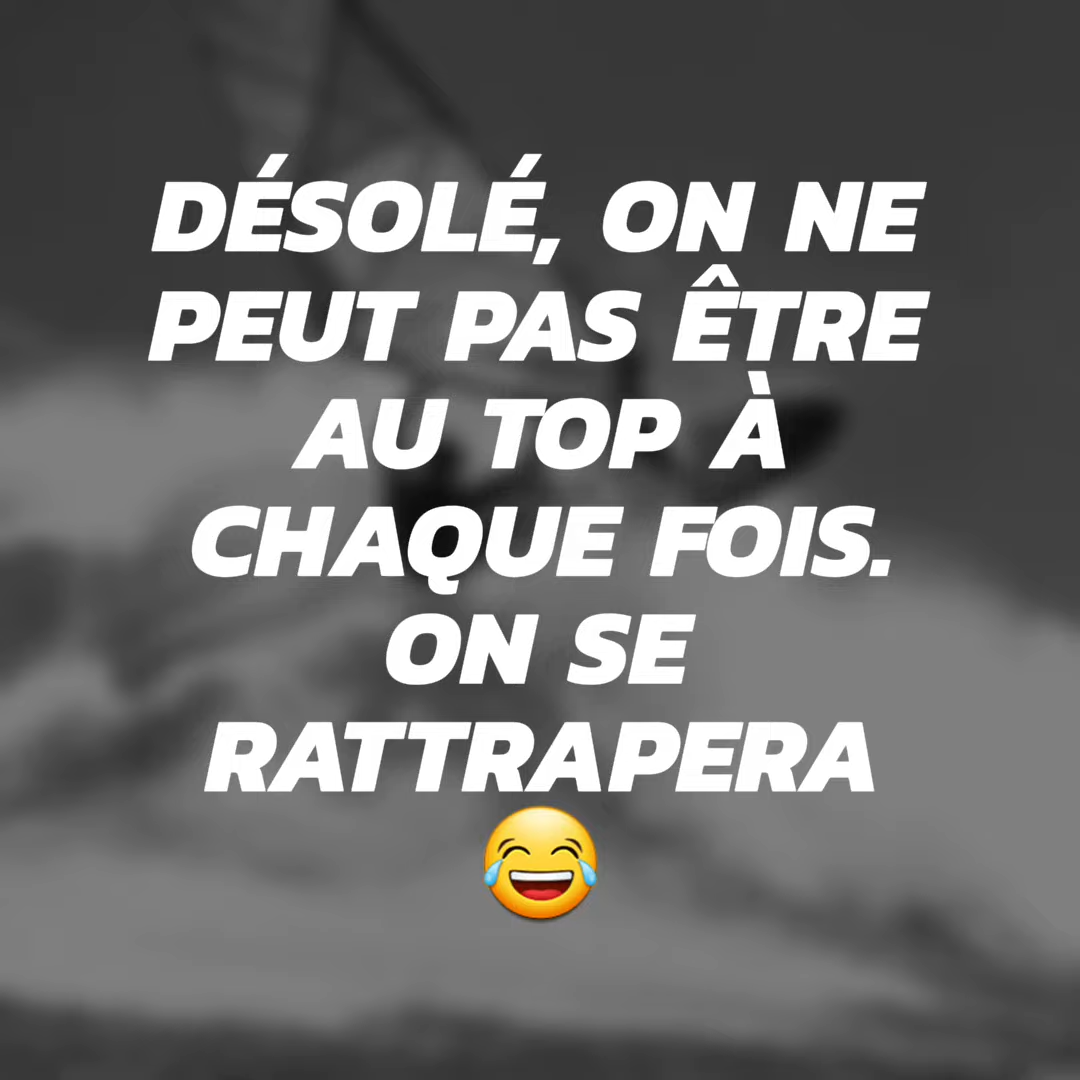 DÉSOLÉ, ON NE
PEUT PAS ÊTRE
AU TOP À
CHAQUE FOIS.
ON SE
RATTRAPERA
😂